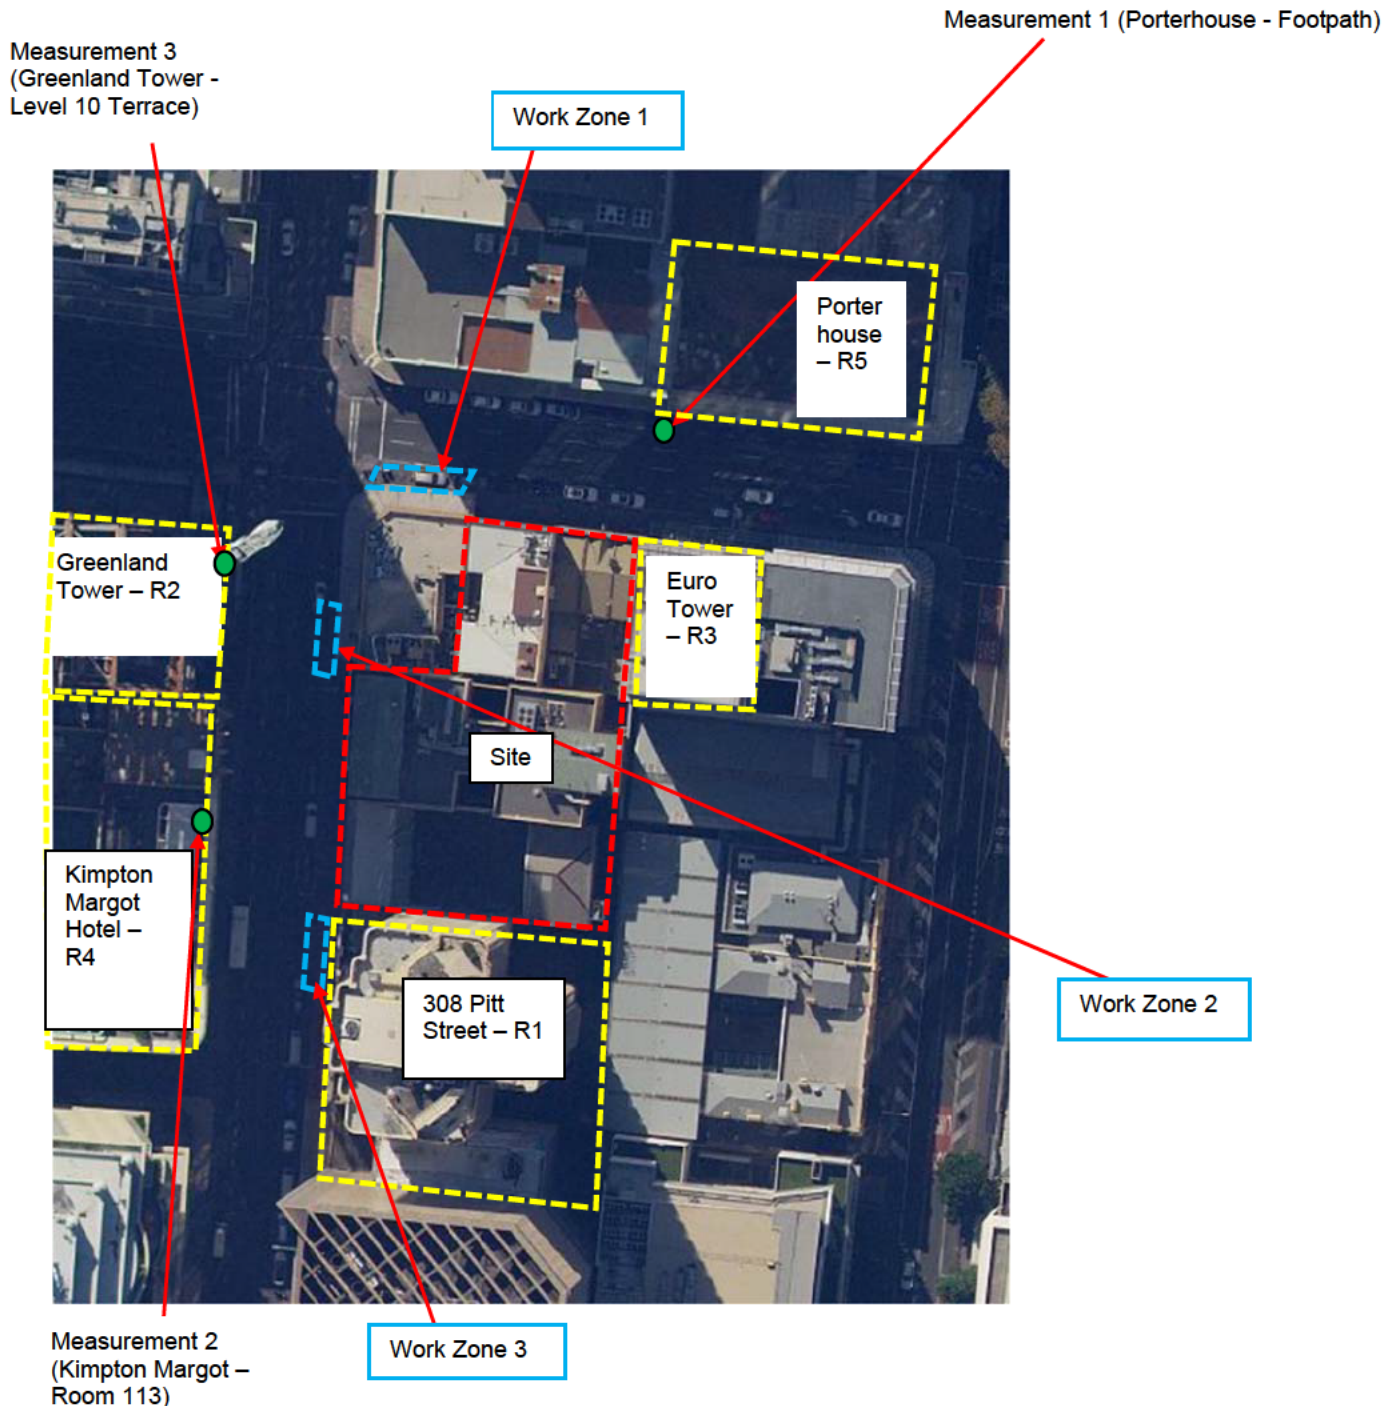 Measurement 1 (Porterhouse - Footpath)
Measurement 3
(Greenland Tower -
Level 10 Terrace)
Work Zone 1
Porter
house
– R5
Greenland
Tower – R2
Euro
Tower
– R3
Site
Kimpton
Margot
Hotel –
R4
308 Pitt
Street – R1
Work Zone 2
Measurement 2
(Kimpton Margot –
Room 113)
Work Zone 3